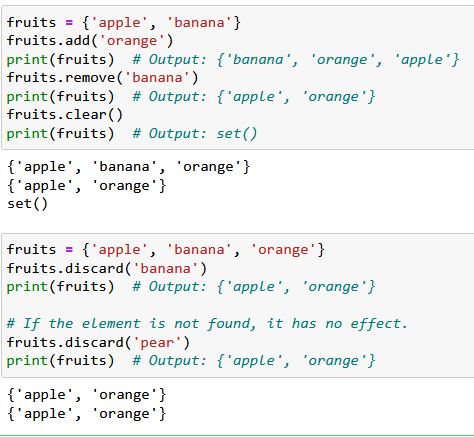 fruits = {'apple', 'banana'}
fruits.add('orange')
print(fruits)  # Output: {'banana', 'orange', 'apple'}
fruits.remove('banana')
print(fruits)  # Output: {'apple', 'orange'}
fruits.clear()
print(fruits)  # Output: set()
{'apple', 'banana', 'orange'}
{'apple', 'orange'}
set()
fruits = {'apple', 'banana', 'orange'}
fruits.discard('banana')
print(fruits)  # Output: {'apple', 'orange'}
# If the element is not found, it has no effect.
fruits.discard('pear')
print(fruits)  # Output: {'apple', 'orange'}
{'apple', 'orange'}
{'apple', 'orange'}